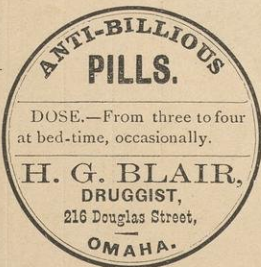 ANTI-BILLIOUS
PILLS.
DOSE.—From three to four
at bed-time, occasionally.
H. G. BLAIR,
DRUGGIST,
216 Douglas Street,
OMAHA.